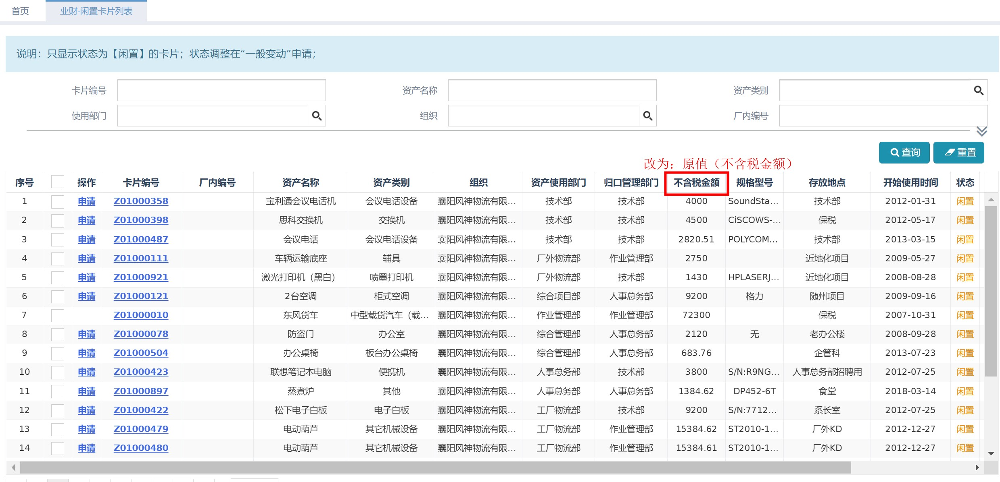 首页 业财-闲置卡片列表
说明：只显示状态为【闲置】的卡片；状态调整在“一般变动”申请；
卡片编号 资产名称 资产类别
使用部门 组织 厂内编号
查询 重置
改为：原值（不含税金额）
序号 操作 卡片编号 厂内编号 资产名称 资产类别 组织 资产使用部门 归口管理部门 不含税金额 规格型号 存放地点 开始使用时间 状态
1 申请 Z01000358 宝利通会议电话机 会议电话设备 襄阳风神物流有限... 技术部 技术部 4000 SoundSta... 技术部 2012-01-31 闲置
2 申请 Z01000398 思科交换机 交换机 襄阳风神物流有限... 技术部 技术部 4500 CiSCOWS-... 保税 2012-05-17 闲置
3 申请 Z01000487 会议电话 会议电话设备 襄阳风神物流有限... 技术部 技术部 2820.51 POLYCOM... 技术部 2013-03-15 闲置
4 申请 Z01000111 车辆运输底座 辅具 襄阳风神物流有限... 厂外物流部 作业管理部 2750 近地化项目 2009-05-27 闲置
5 申请 Z01000921 激光打印机（黑白） 喷墨打印机 襄阳风神物流有限... 厂外物流部 技术部 1430 HPLASERJ... 近地化项目 2008-08-28 闲置
6 申请 Z01000121 2台空调 柜式空调 襄阳风神物流有限... 综合项目部 人事总务部 9200 格力 随州项目 2009-09-16 闲置
7 Z01000010 东风货车 中型载货汽车（载... 襄阳风神物流有限... 作业管理部 作业管理部 72300 保税 2007-10-31 闲置
8 申请 Z01000078 防盗门 办公室 襄阳风神物流有限... 综合管理部 人事总务部 2120 无 老办公楼 2008-09-28 闲置
9 申请 Z01000504 办公桌椅 板台办公桌椅 襄阳风神物流有限... 综合管理部 人事总务部 683.76 企管科 2013-07-23 闲置
10 申请 Z01000423 联想笔记本电脑 便携机 襄阳风神物流有限... 人事总务部 技术部 3800 S/N:R9NG... 人事总务部招聘用 2012-07-25 闲置
11 申请 Z01000897 蒸煮炉 其他 襄阳风神物流有限... 人事总务部 人事总务部 1384.62 DP452-6T 食堂 2018-03-14 闲置
12 申请 Z01000422 松下电子白板 电子白板 襄阳风神物流有限... 工厂物流部 技术部 9200 S/N:7712... 系长室 2012-07-25 闲置
13 申请 Z01000479 电动葫芦 其它机械设备 襄阳风神物流有限... 工厂物流部 作业管理部 15384.62 ST2010-1... 厂外KD 2012-12-27 闲置
14 申请 Z01000480 电动葫芦 其它机械设备 襄阳风神物流有限... 工厂物流部 作业管理部 15384.61 ST2010-1... 厂外KD 2012-12-27 闲置